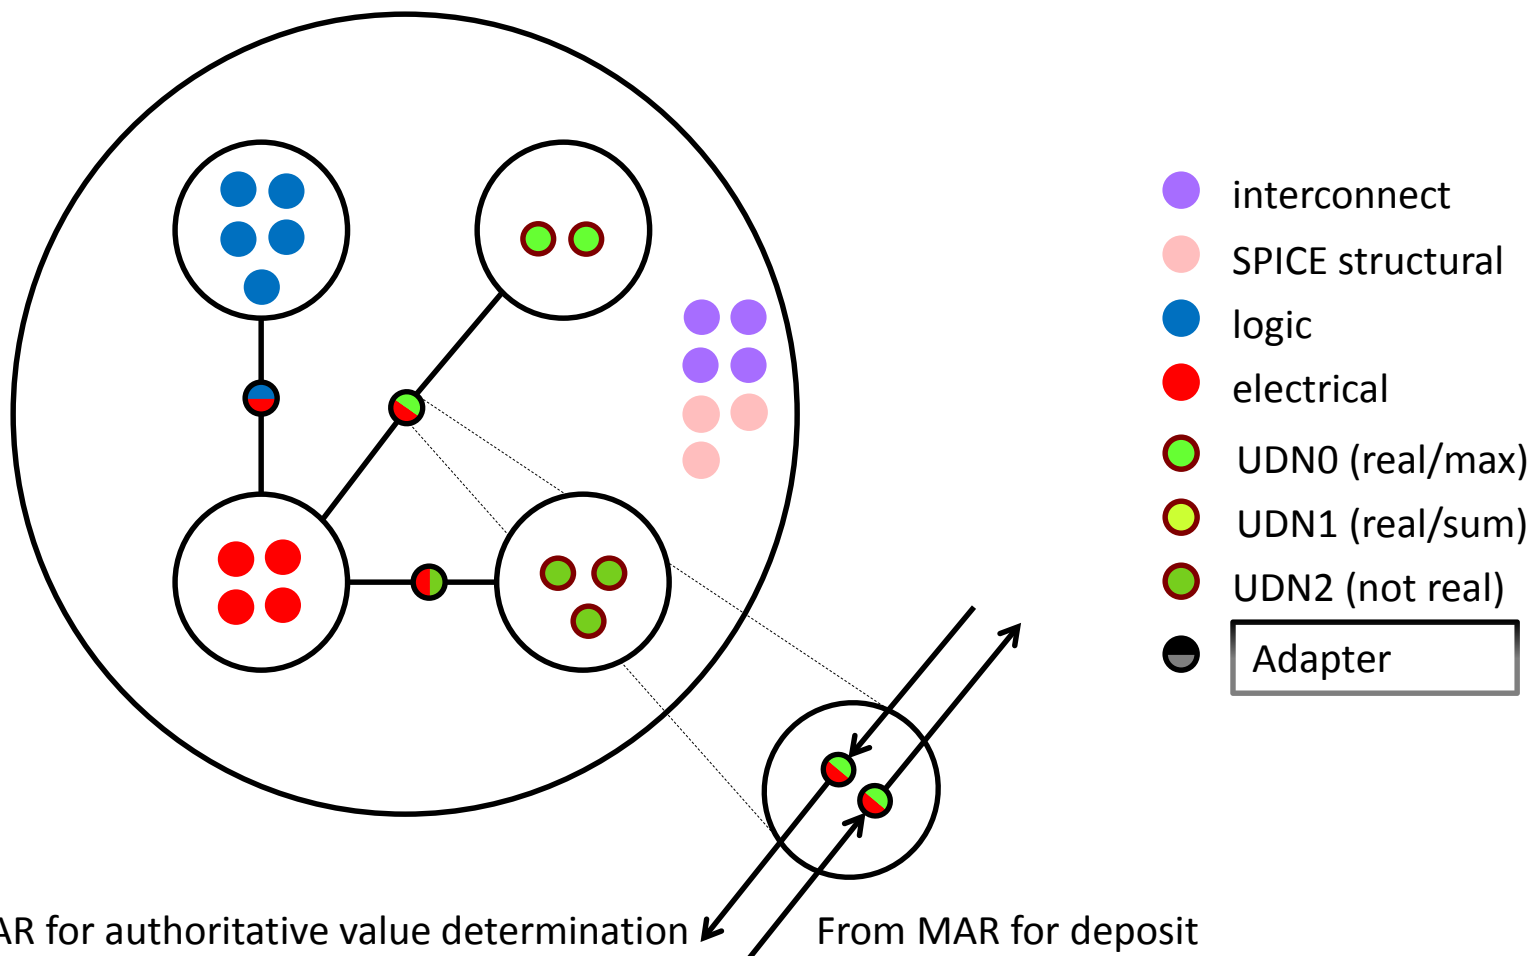 interconnect
SPICE structural
logic
electrical
UDN0 (real/max)
UDN1 (real/sum)
UDN2 (not real)
Adapter
AR for authoritative value determination
From MAR for deposit